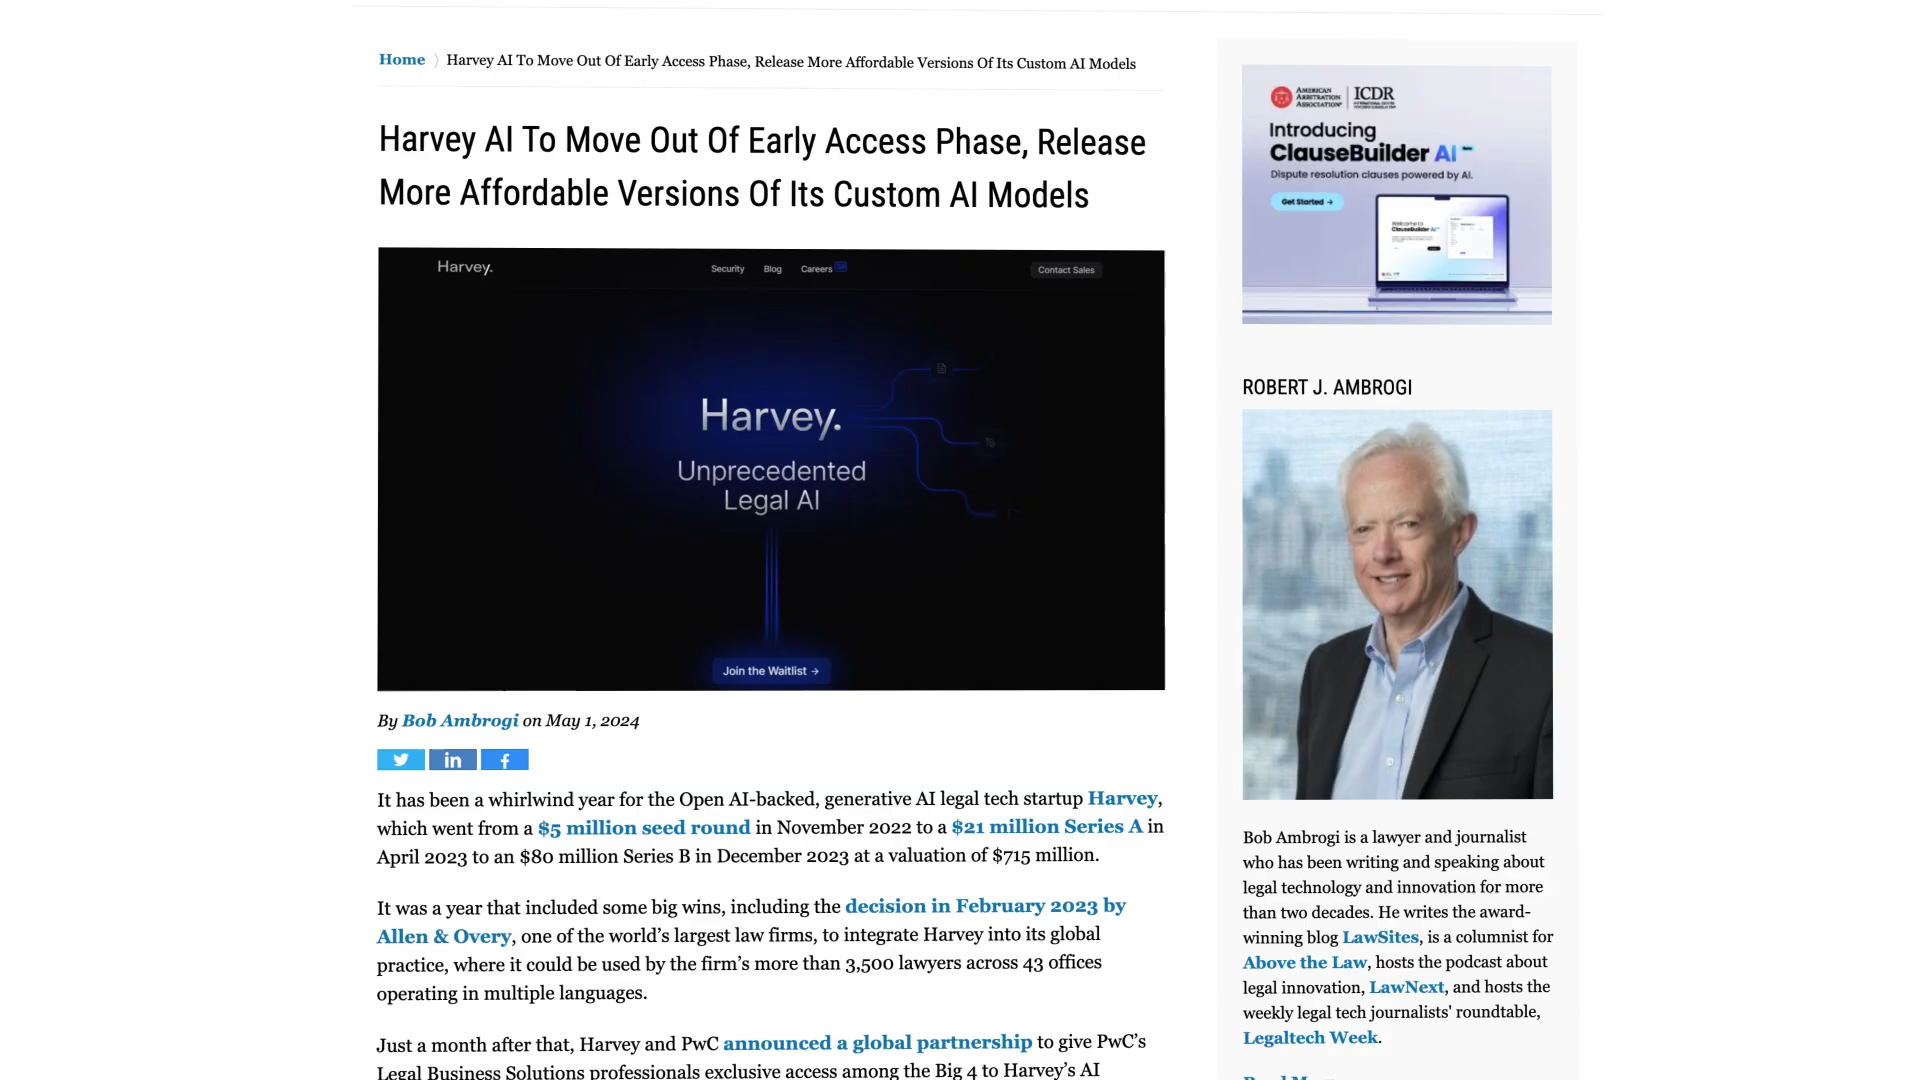 Home 〉 Harvey AI To Move Out Of Early Access Phase, Release More Affordable Versions Of Its Custom AI Models
Harvey AI To Move Out Of Early Access Phase, Release
More Affordable Versions Of Its Custom AI Models
Harvey.
Security
Blog
Careers
Contact Sales
Harvey.
Unprecedented
Legal AI
Join the Waitlist →
By Bob Ambrogi on May 1, 2024
It has been a whirlwind year for the Open AI-backed, generative AI legal tech startup Harvey,
which went from a $5 million seed round in November 2022 to a $21 million Series A in
April 2023 to an $80 million Series B in December 2023 at a valuation of $715 million.
It was a year that included some big wins, including the decision in February 2023 by
Allen & Overy, one of the world’s largest law firms, to integrate Harvey into its global
practice, where it could be used by the firm’s more than 3,500 lawyers across 43 offices
operating in multiple languages.
Just a month after that, Harvey and PwC announced a global partnership to give PwC’s
Legal Business Solutions professionals exclusive access among the Big 4 to Harvey’s AI
AMERICAN
ARBITRATION
ASSOCIATION®
ICDR
Introducing
ClauseBuilder AI
Dispute resolution clauses powered by AI.
Get Started →
Welcome to
ClauseBuilder AI
ROBERT J. AMBROGI
Bob Ambrogi is a lawyer and journalist
who has been writing and speaking about
legal technology and innovation for more
than two decades. He writes the award-
winning blog LawSites, is a columnist for
Above the Law, hosts the podcast about
legal innovation, LawNext, and hosts the
weekly legal tech journalists' roundtable,
Legaltech Week.